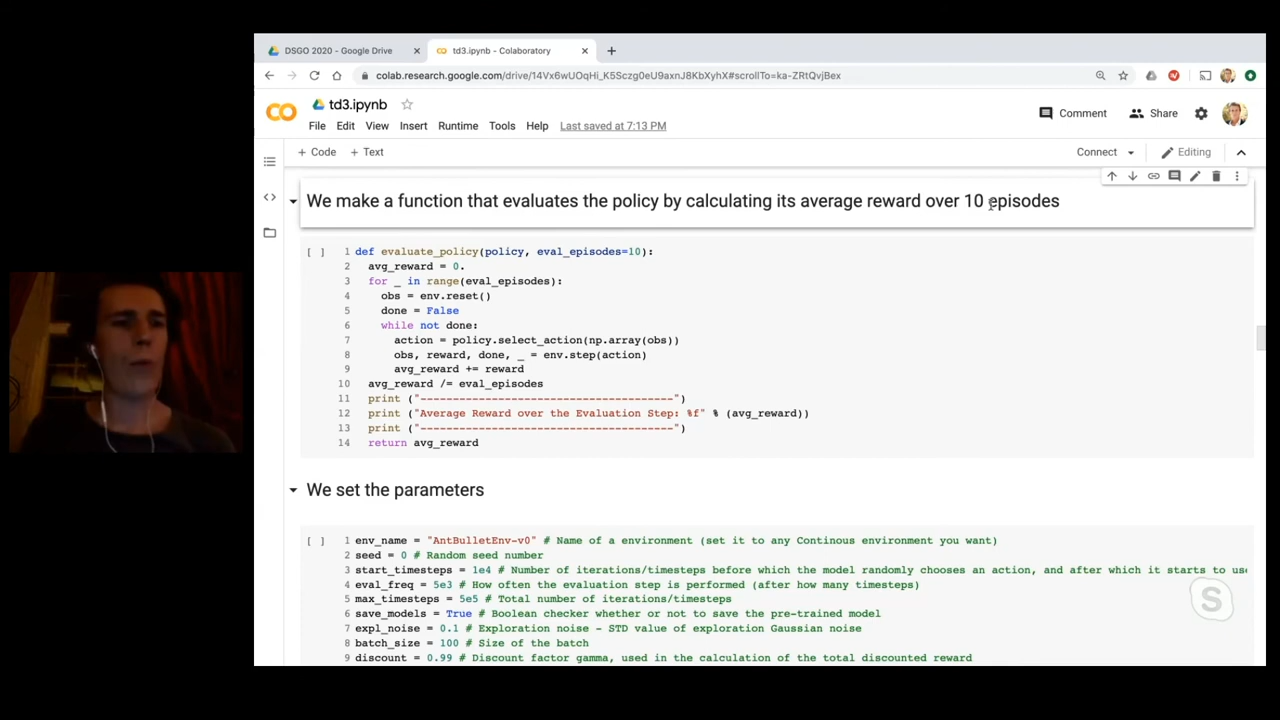 DSGO 2020 - Google Drive
td3.ipynb - Colaboratory
colab.research.google.com/drive/14Vx6wUOqHi_K5Sczg0eU9axnJ8KbXyhX#scrollTo=ka-ZRtQvjBex
CO
td3.ipynb
File Edit View Insert Runtime Tools Help Last saved at 7:13 PM
Comment Share
+ Code + Text
Connect Editing
We make a function that evaluates the policy by calculating its average reward over 10 episodes
[ ] 1 def evaluate_policy(policy, eval_episodes=10):
2 avg_reward = 0.
3 for _ in range(eval_episodes):
4 obs = env.reset()
5 done = False
6 while not done:
7 action = policy.select_action(np.array(obs))
8 obs, reward, done, _ = env.step(action)
9 avg_reward += reward
10 avg_reward /= eval_episodes
11 print ("---------------------------------------")
12 print ("Average Reward over the Evaluation Step: %f" % (avg_reward))
13 print ("---------------------------------------")
14 return avg_reward
We set the parameters
[ ] 1 env_name = "AntBulletEnv-v0" # Name of a environment (set it to any Continous environment you want)
2 seed = 0 # Random seed number
3 start_timesteps = 1e4 # Number of iterations/timesteps before which the model randomly chooses an action, and after which it starts to use
4 eval_freq = 5e3 # How often the evaluation step is performed (after how many timesteps)
5 max_timesteps = 5e5 # Total number of iterations/timesteps
6 save_models = True # Boolean checker whether or not to save the pre-trained model
7 expl_noise = 0.1 # Exploration noise - STD value of exploration Gaussian noise
8 batch_size = 100 # Size of the batch
9 discount = 0.99 # Discount factor gamma, used in the calculation of the total discounted reward
S